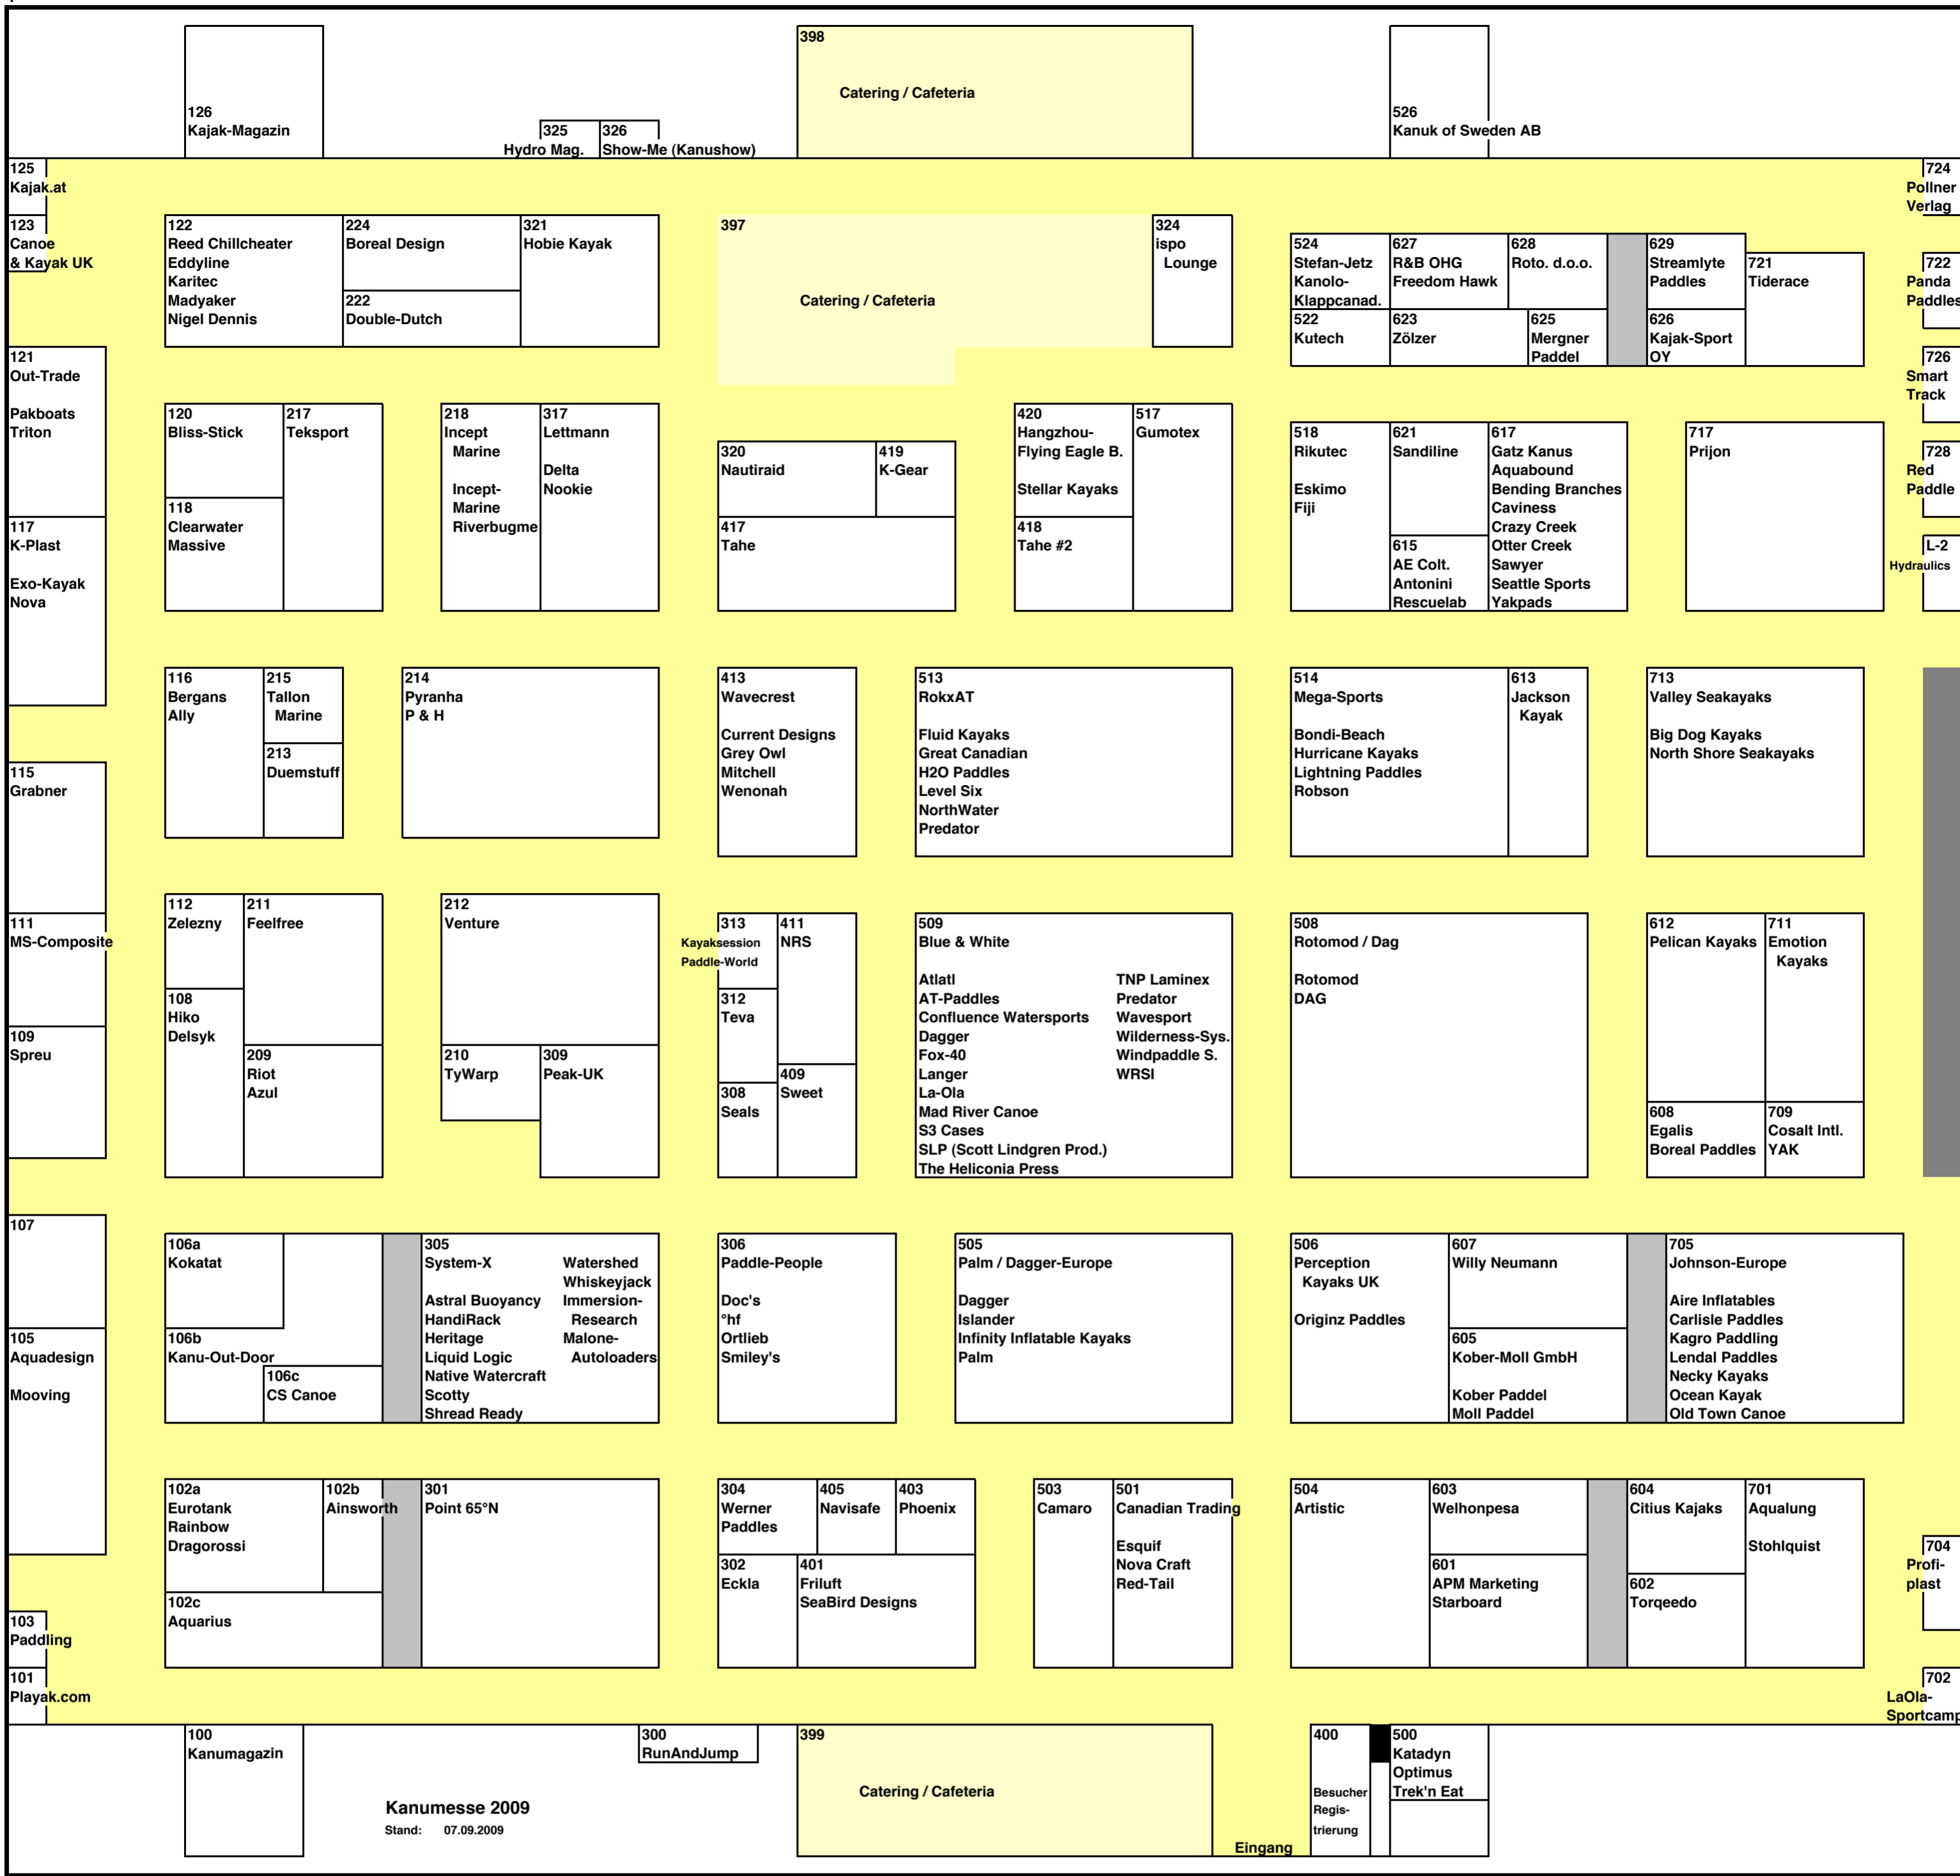 398
Catering / Cafeteria
126
Kajak-Magazin
325
Hydro Mag.
326
Show-Me (Kanushow)
526
Kanuk of Sweden AB
125
Kajak.at
123
Canoe
& Kayak UK
122
Reed Chillcheater
Eddyline
Karitec
Madyaker
Nigel Dennis
224
Boreal Design
222
Double-Dutch
321
Hobie Kayak
397
Catering / Cafeteria
324
ispo
Lounge
524
Stefan-Jetz
Kanolo-
Klappcanad.
522
Kutech
627
R&B OHG
Freedom Hawk
623
Zölzer
628
Roto. d.o.o.
625
Mergner
Paddel
629
Streamlyte
Paddles
626
Kajak-Sport
OY
721
Tiderace
724
Pollner
Verlag
722
Panda
Paddles
726
Smart
Track
728
Red
Paddle
L-2
Hydraulics
121
Out-Trade
Pakboats
Triton
117
K-Plast
Exo-Kayak
Nova
120
Bliss-Stick
118
Clearwater
Massive
217
Teksport
218
Incept
Marine
Incept-
Marine
Riverbugme
317
Lettmann
Delta
Nookie
320
Nautiraid
419
K-Gear
417
Tahe
420
Hangzhou-
Flying Eagle B.
Stellar Kayaks
418
Tahe #2
517
Gumotex
518
Rikutec
Eskimo
Fiji
621
Sandiline
615
AE Colt.
Antonini
Rescuelab
617
Gatz Kanus
Aquabound
Bending Branches
Caviness
Crazy Creek
Otter Creek
Sawyer
Seattle Sports
Yakpads
717
Prijon
115
Grabner
116
Bergans
Ally
215
Tallon
Marine
213
Duemstuff
214
Pyranha
P & H
413
Wavecrest
Current Designs
Grey Owl
Mitchell
Wenonah
513
RokxAT
Fluid Kayaks
Great Canadian
H2O Paddles
Level Six
NorthWater
Predator
514
Mega-Sports
Bondi-Beach
Hurricane Kayaks
Lightning Paddles
Robson
613
Jackson
Kayak
713
Valley Seakayaks
Big Dog Kayaks
North Shore Seakayaks
111
MS-Composite
109
Spreu
112
Zelezny
108
Hiko
Delsyk
211
Feelfree
209
Riot
Azul
212
Venture
210
TyWarp
309
Peak-UK
313
Kayaksession
Paddle-World
312
Teva
308
Seals
411
NRS
409
Sweet
509
Blue & White
Atlatl
AT-Paddles
Confluence Watersports
Dagger
Fox-40
Langer
La-Ola
Mad River Canoe
S3 Cases
SLP (Scott Lindgren Prod.)
The Heliconia Press
TNP Laminex
Predator
Wavesport
Wilderness-Sys.
Windpaddle S.
WRSI
508
Rotomod / Dag
Rotomod
DAG
612
Pelican Kayaks
711
Emotion
Kayaks
608
Egalis
Boreal Paddles
709
Cosalt Intl.
YAK
107
105
Aquadesign
Mooving
106a
Kokatat
106b
Kanu-Out-Door
106c
CS Canoe
305
System-X
Astral Buoyancy
HandiRack
Heritage
Liquid Logic
Native Watercraft
Scotty
Shread Ready
Watershed
Whiskeyjack
Immersion-
Research
Malone-
Autoloaders
306
Paddle-People
Doc's
°hf
Ortlieb
Smiley's
505
Palm / Dagger-Europe
Dagger
Islander
Infinity Inflatable Kayaks
Palm
506
Perception
Kayaks UK
Originz Paddles
607
Willy Neumann
605
Kober-Moll GmbH
Kober Paddel
Moll Paddel
705
Johnson-Europe
Aire Inflatables
Carlisle Paddles
Kagro Paddling
Lendal Paddles
Necky Kayaks
Ocean Kayak
Old Town Canoe
102a
Eurotank
Rainbow
Dragorossi
102b
Ainsworth
102c
Aquarius
301
Point 65°N
304
Werner
Paddles
405
Navisafe
403
Phoenix
302
Eckla
401
Friluft
SeaBird Designs
503
Camaro
501
Canadian Trading
Esquif
Nova Craft
Red-Tail
504
Artistic
603
Welhonpesa
601
APM Marketing
Starboard
604
Citius Kajaks
602
Torqeedo
701
Aqualung
Stohlquist
704
Profi-
plast
103
Paddling
101
Playak.com
702
LaOla-
Sportcamp
100
Kanumagazin
300
RunAndJump
399
Catering / Cafeteria
400
Besucher
Regis-
trierung
500
Katadyn
Optimus
Trek'n Eat
Kanumesse 2009
Stand: 07.09.2009
Eingang